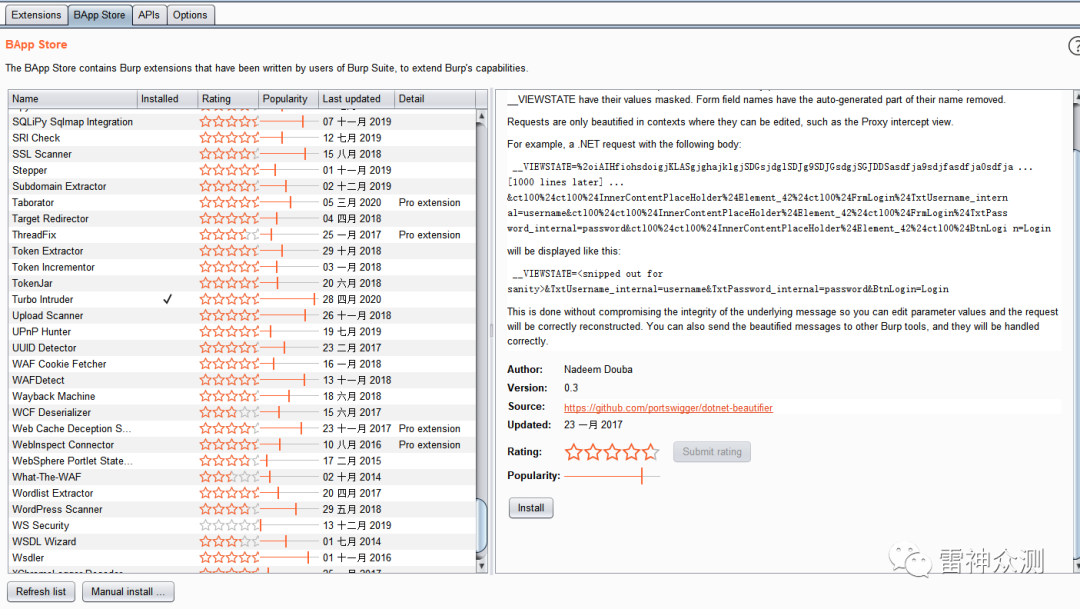 Extensions BApp Store APIs Options
BApp Store
?
The BApp Store contains Burp extensions that have been written by users of Burp Suite, to extend Burp's capabilities.
Name Installed Rating Popularity Last updated Detail
SQLiPy Sqlmap Integration 07 十一月 2019
SRI Check 12 七月 2019
SSL Scanner 15 八月 2018
Stepper 01 十一月 2019
Subdomain Extractor 02 十二月 2019
Taborator 05 三月 2020 Pro extension
Target Redirector 04 四月 2018
ThreadFix 25 一月 2017 Pro extension
Token Extractor 29 十月 2018
Token Incrementor 03 一月 2018
TokenJar 20 六月 2018
Turbo Intruder ✓ 28 四月 2020
Upload Scanner 26 十一月 2018
UPnP Hunter 19 七月 2019
UUID Detector 23 二月 2017
WAF Cookie Fetcher 16 一月 2018
WAFDetect 13 十一月 2018
Wayback Machine 18 六月 2018
WCF Deserializer 15 六月 2017
Web Cache Deception S... 23 十一月 2017 Pro extension
WebInspect Connector 10 八月 2016 Pro extension
WebSphere Portlet State... 17 二月 2015
What-The-WAF 02 十月 2014
Wordlist Extractor 20 四月 2017
WordPress Scanner 29 五月 2018
WS Security 13 十二月 2019
WSDL Wizard 01 七月 2014
Wsdler 01 十一月 2016
Refresh list Manual install ...
__VIEWSTATE have their values masked. Form field names have the auto-generated part of their name removed.
Requests are only beautified in contexts where they can be edited, such as the Proxy intercept view.
For example, a .NET request with the following body:
__VIEWSTATE=%2oiAIHfiohsdoigjKLASgjghajklgjSDGsjdglSDJg9SDJGsdgjSGJDDSasdfja9sdjfasdfja0sdfja ...
[1000 lines later] ...
&ctl00%24ctl00%24InnerContentPlaceHolder%24Element_42%24ctl00%24FrmLogin%24TxtUsername_intern
al=username&ctl00%24ctl00%24InnerContentPlaceHolder%24Element_42%24ctl00%24FrmLogin%24TxtPass
word_internal=password&ctl00%24ctl00%24InnerContentPlaceHolder%24Element_42%24ctl00%24BtnLogi n=Login
will be displayed like this:
__VIEWSTATE=<snipped out for
sanity>&TxtUsername_internal=username&TxtPassword_internal=password&BtnLogin=Login
This is done without compromising the integrity of the underlying message so you can edit parameter values and the request
will be correctly reconstructed. You can also send the beautified messages to other Burp tools, and they will be handled
correctly.
Author: Nadeem Douba
Version: 0.3
Source: https://github.com/portswigger/dotnet-beautifier
Updated: 23 一月 2017
Rating: Submit rating
Popularity:
Install
雷神众测